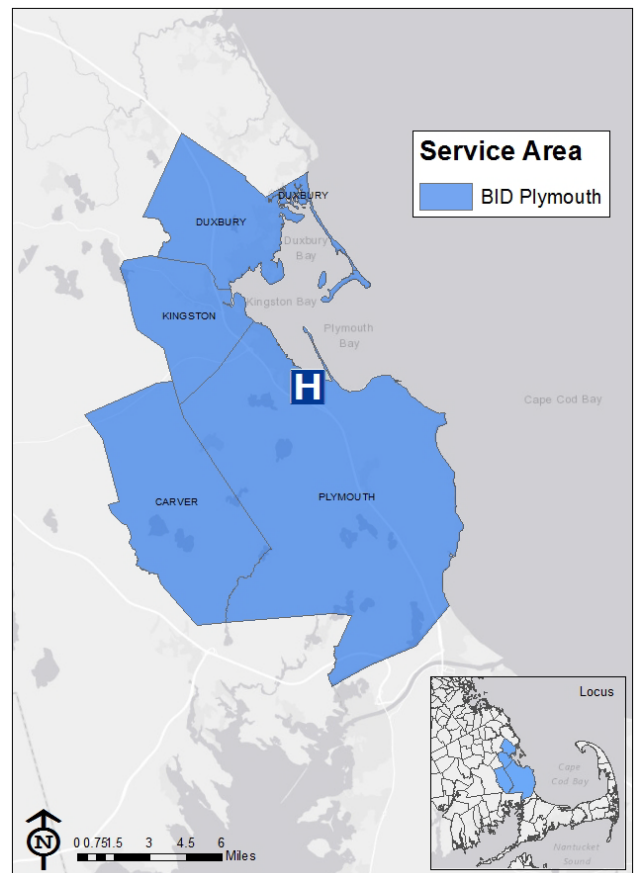 Service Area
BID Plymouth
DUXBURY
DUXBURY
Duxbury
Bay
KINGSTON
Kingston Bay
Plymouth
Bay
H
Cape Cod Bay
CARVER
PLYMOUTH
Locus
Cape
Cod Bay
Nantucket
Sound
N
0 0.751.5 3 4.5 6
Miles